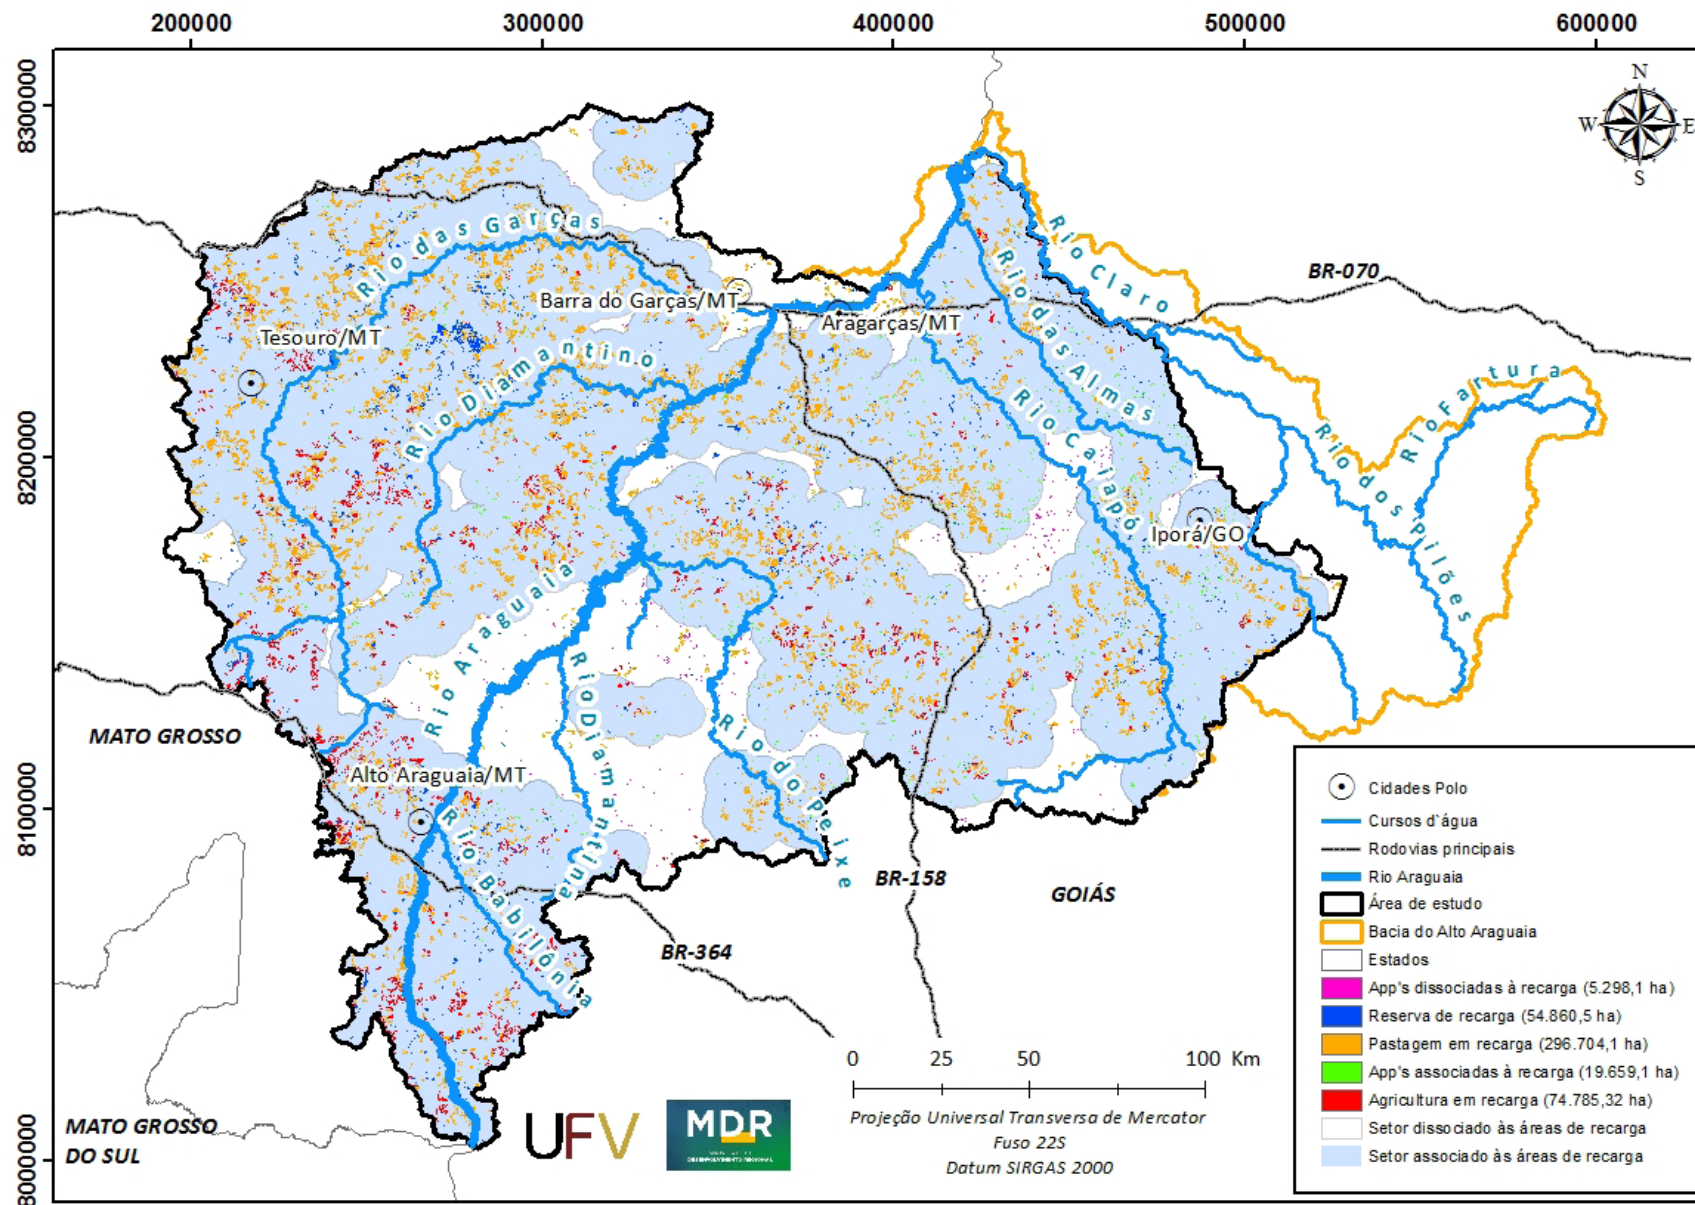 200000 300000 400000 500000 600000
8300000
8200000
8100000
8000000
N
W E
S
Rio das Garças
Rio Claro
BR-070
Barra do Garças/MT
Aragarças/MT
Tesouro/MT
Rio Diamantino
Rio das Almas
Rio Fartura
Rio Caiapó
Rio dos Pilões
Iporá/GO
Rio Araguaia
Rio Diamantina
Rio do Peixe
MATO GROSSO
Alto Araguaia/MT
Rio Babilônia
BR-158
GOIÁS
BR-364
MATO GROSSO
DO SUL
Cidades Polo
Cursos d`água
Rodovias principais
Rio Araguaia
Área de estudo
Bacia do Alto Araguaia
Estados
App's dissociadas à recarga (5.298,1 ha)
Reserva de recarga (54.860,5 ha)
Pastagem em recarga (296.704,1 ha)
App's associadas à recarga (19.659,1 ha)
Agricultura em recarga (74.785,32 ha)
Setor dissociado às áreas de recarga
Setor associado às áreas de recarga
0 25 50 100 Km
Projeção Universal Transversa de Mercator
Fuso 22S
Datum SIRGAS 2000
UFV
MDR
DESENVOLVIMENTO REGIONAL